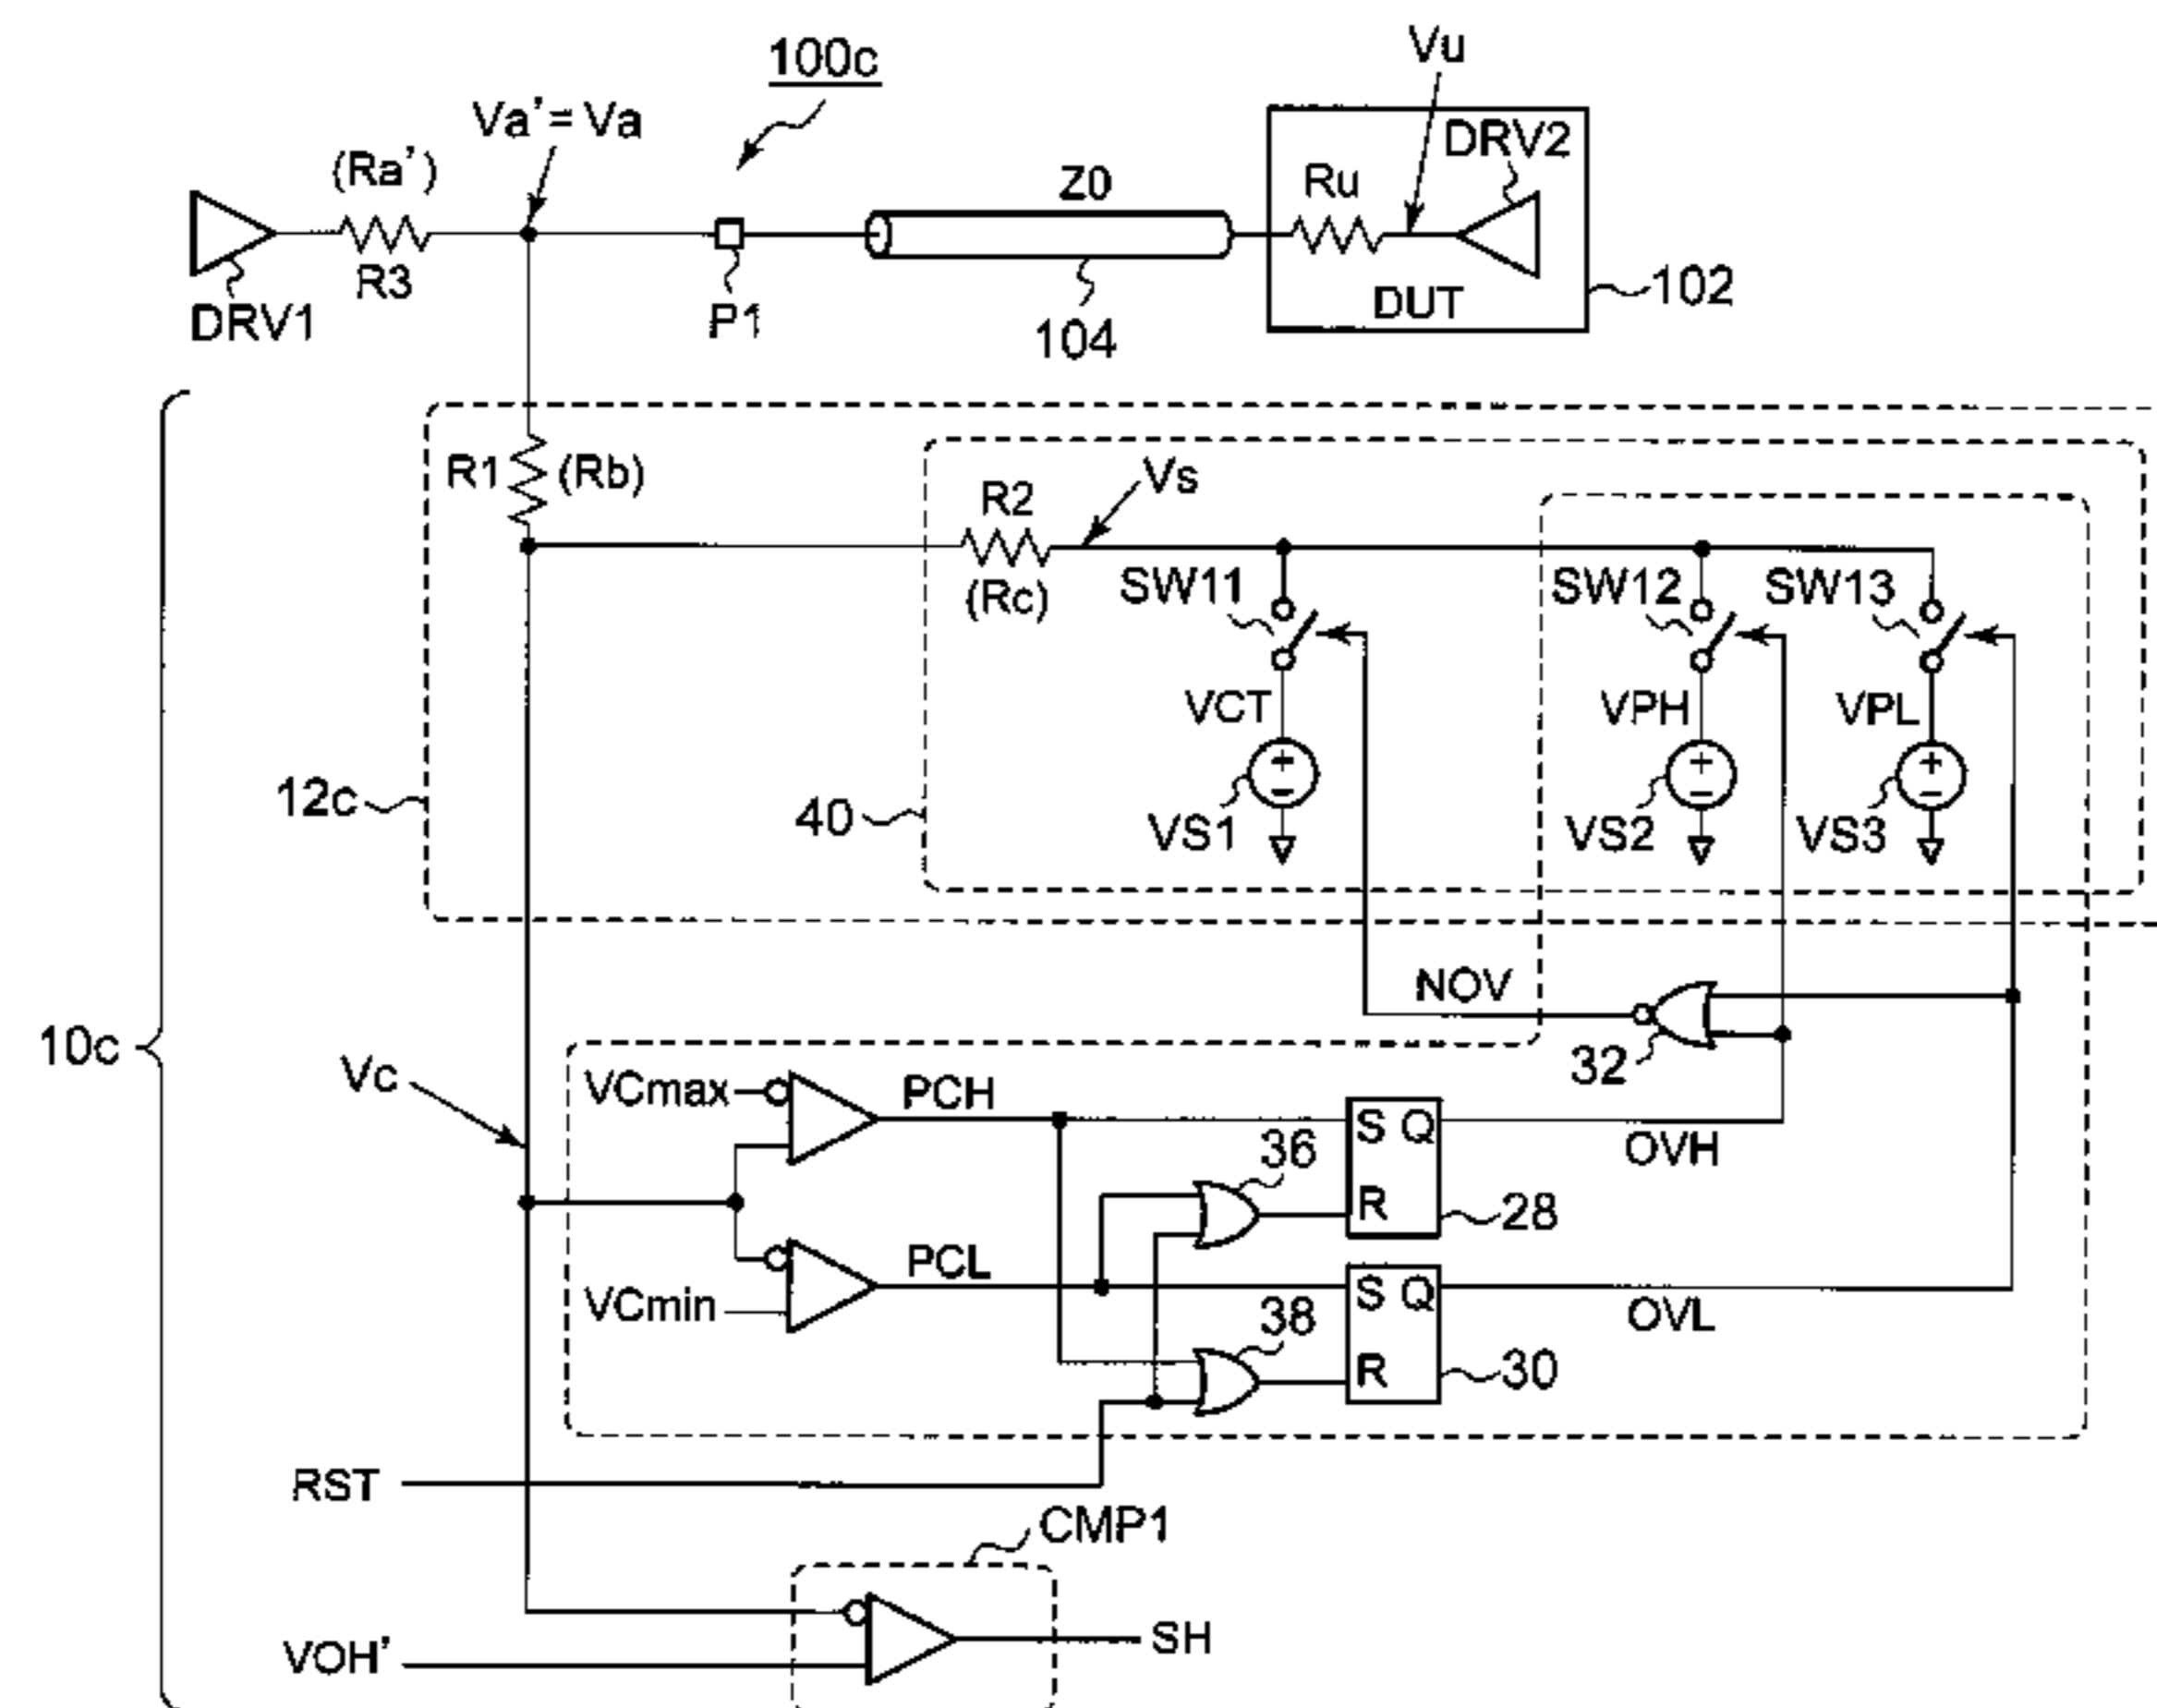 100c
Vu
Va' = Va
(Ra')
Z0
Ru
DRV2
R3
DRV1
P1
104
DUT
102
R1
(Rb)
R2
Vs
(Rc)
SW11
SW12
SW13
VCT
VPH
VPL
12c
40
VS1
VS2
VS3
10c
NOV
32
Vc
VCmax
PCH
S Q
36
OVH
R
28
PCL
VCmin
S Q
38
OVL
R
30
RST
CMP1
VOH'
SH